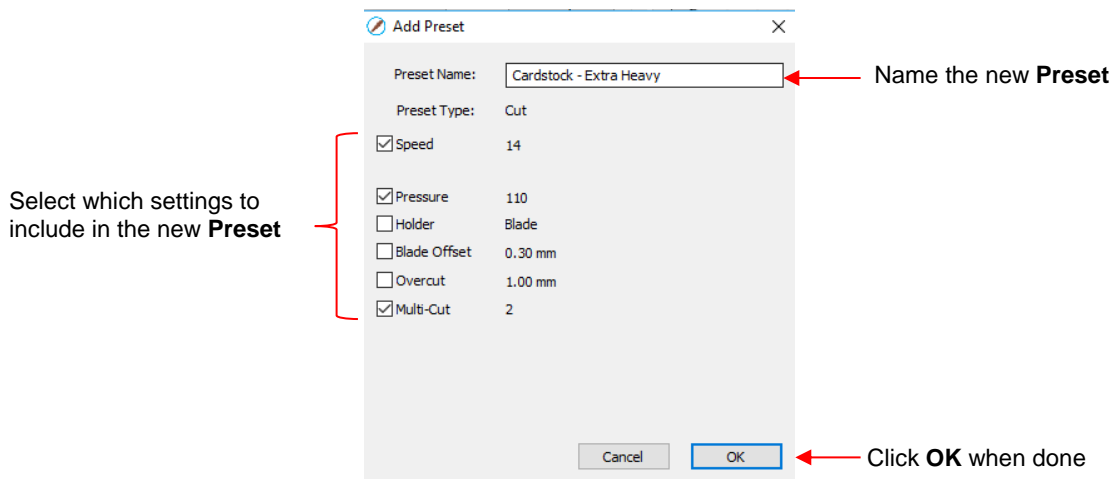 Add Preset
Preset Name: Cardstock - Extra Heavy
Name the new Preset
Preset Type: Cut
Speed 14
Select which settings to
include in the new Preset
Pressure 110
Holder Blade
Blade Offset 0.30 mm
Overcut 1.00 mm
Multi-Cut 2
Cancel OK
Click OK when done